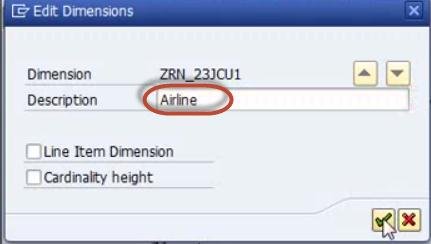 Edit Dimensions
Dimension ZRN_23JCU1
Description Airline
Line Item Dimension
Cardinality height